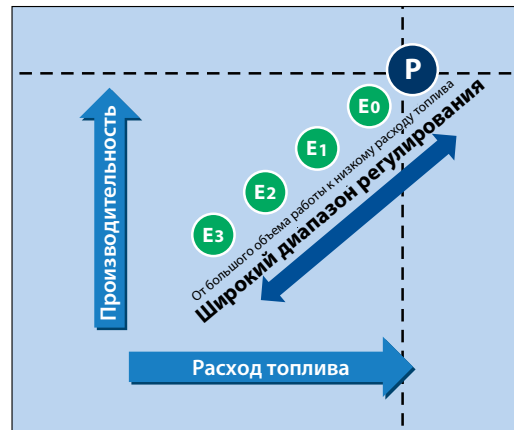 P
E0
E1
E2
E3
От большого объема работы к низкому расходу топлива
Широкий диапазон регулирования
Производительность
Расход топлива